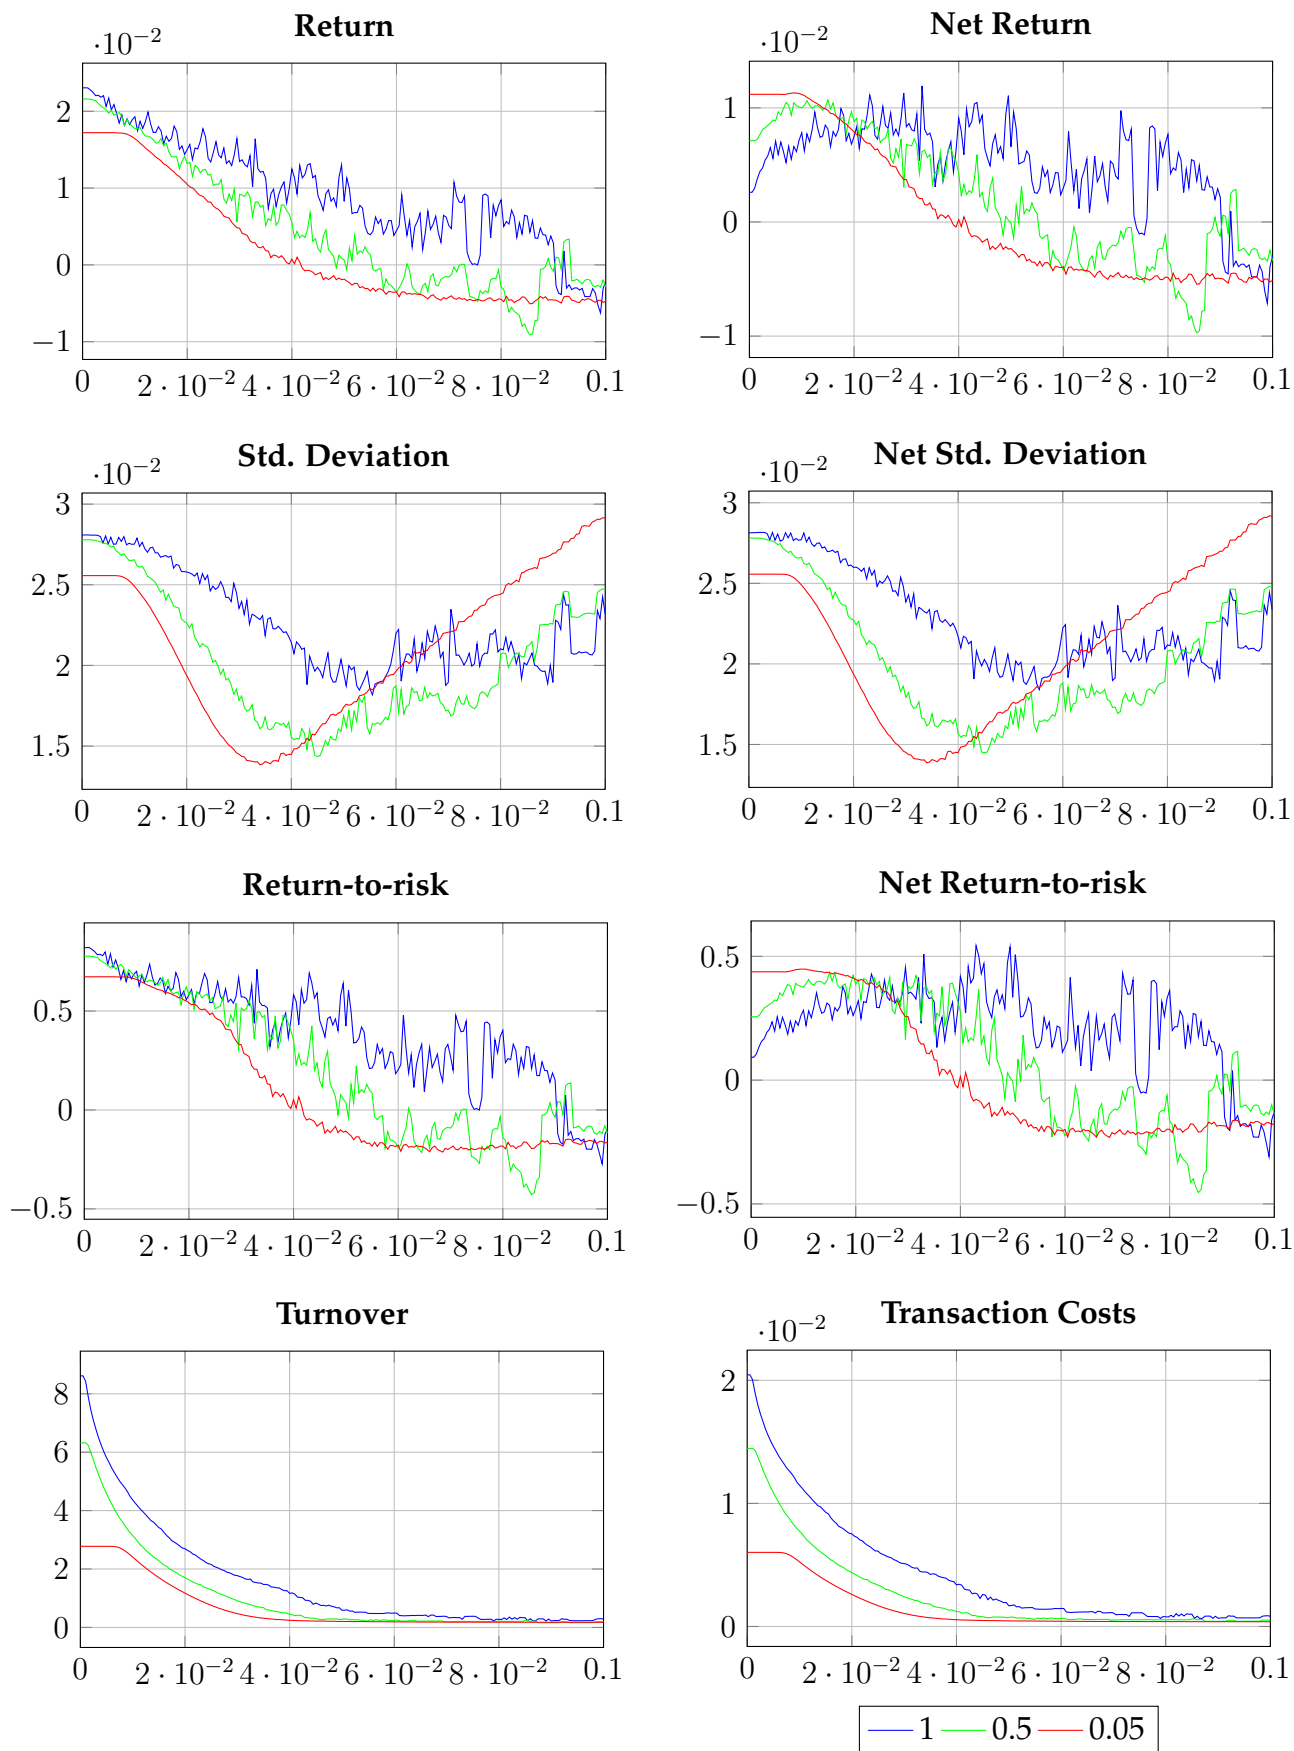 Return
Net Return
·10−2
·10−2
2
1
0
−1
0 2 · 10−2 4 · 10−2 6 · 10−2 8 · 10−2 0.1
1
0
−1
0 2 · 10−2 4 · 10−2 6 · 10−2 8 · 10−2 0.1
Std. Deviation
Net Std. Deviation
·10−2
·10−2
3
2.5
2
1.5
0 2 · 10−2 4 · 10−2 6 · 10−2 8 · 10−2 0.1
3
2.5
2
1.5
0 2 · 10−2 4 · 10−2 6 · 10−2 8 · 10−2 0.1
Return-to-risk
Net Return-to-risk
0.5
0
−0.5
0 2 · 10−2 4 · 10−2 6 · 10−2 8 · 10−2 0.1
0.5
0
−0.5
0 2 · 10−2 4 · 10−2 6 · 10−2 8 · 10−2 0.1
Turnover
Transaction Costs
·10−2
8
6
4
2
0
0 2 · 10−2 4 · 10−2 6 · 10−2 8 · 10−2 0.1
2
1
0
0 2 · 10−2 4 · 10−2 6 · 10−2 8 · 10−2 0.1
1 0.5 0.05